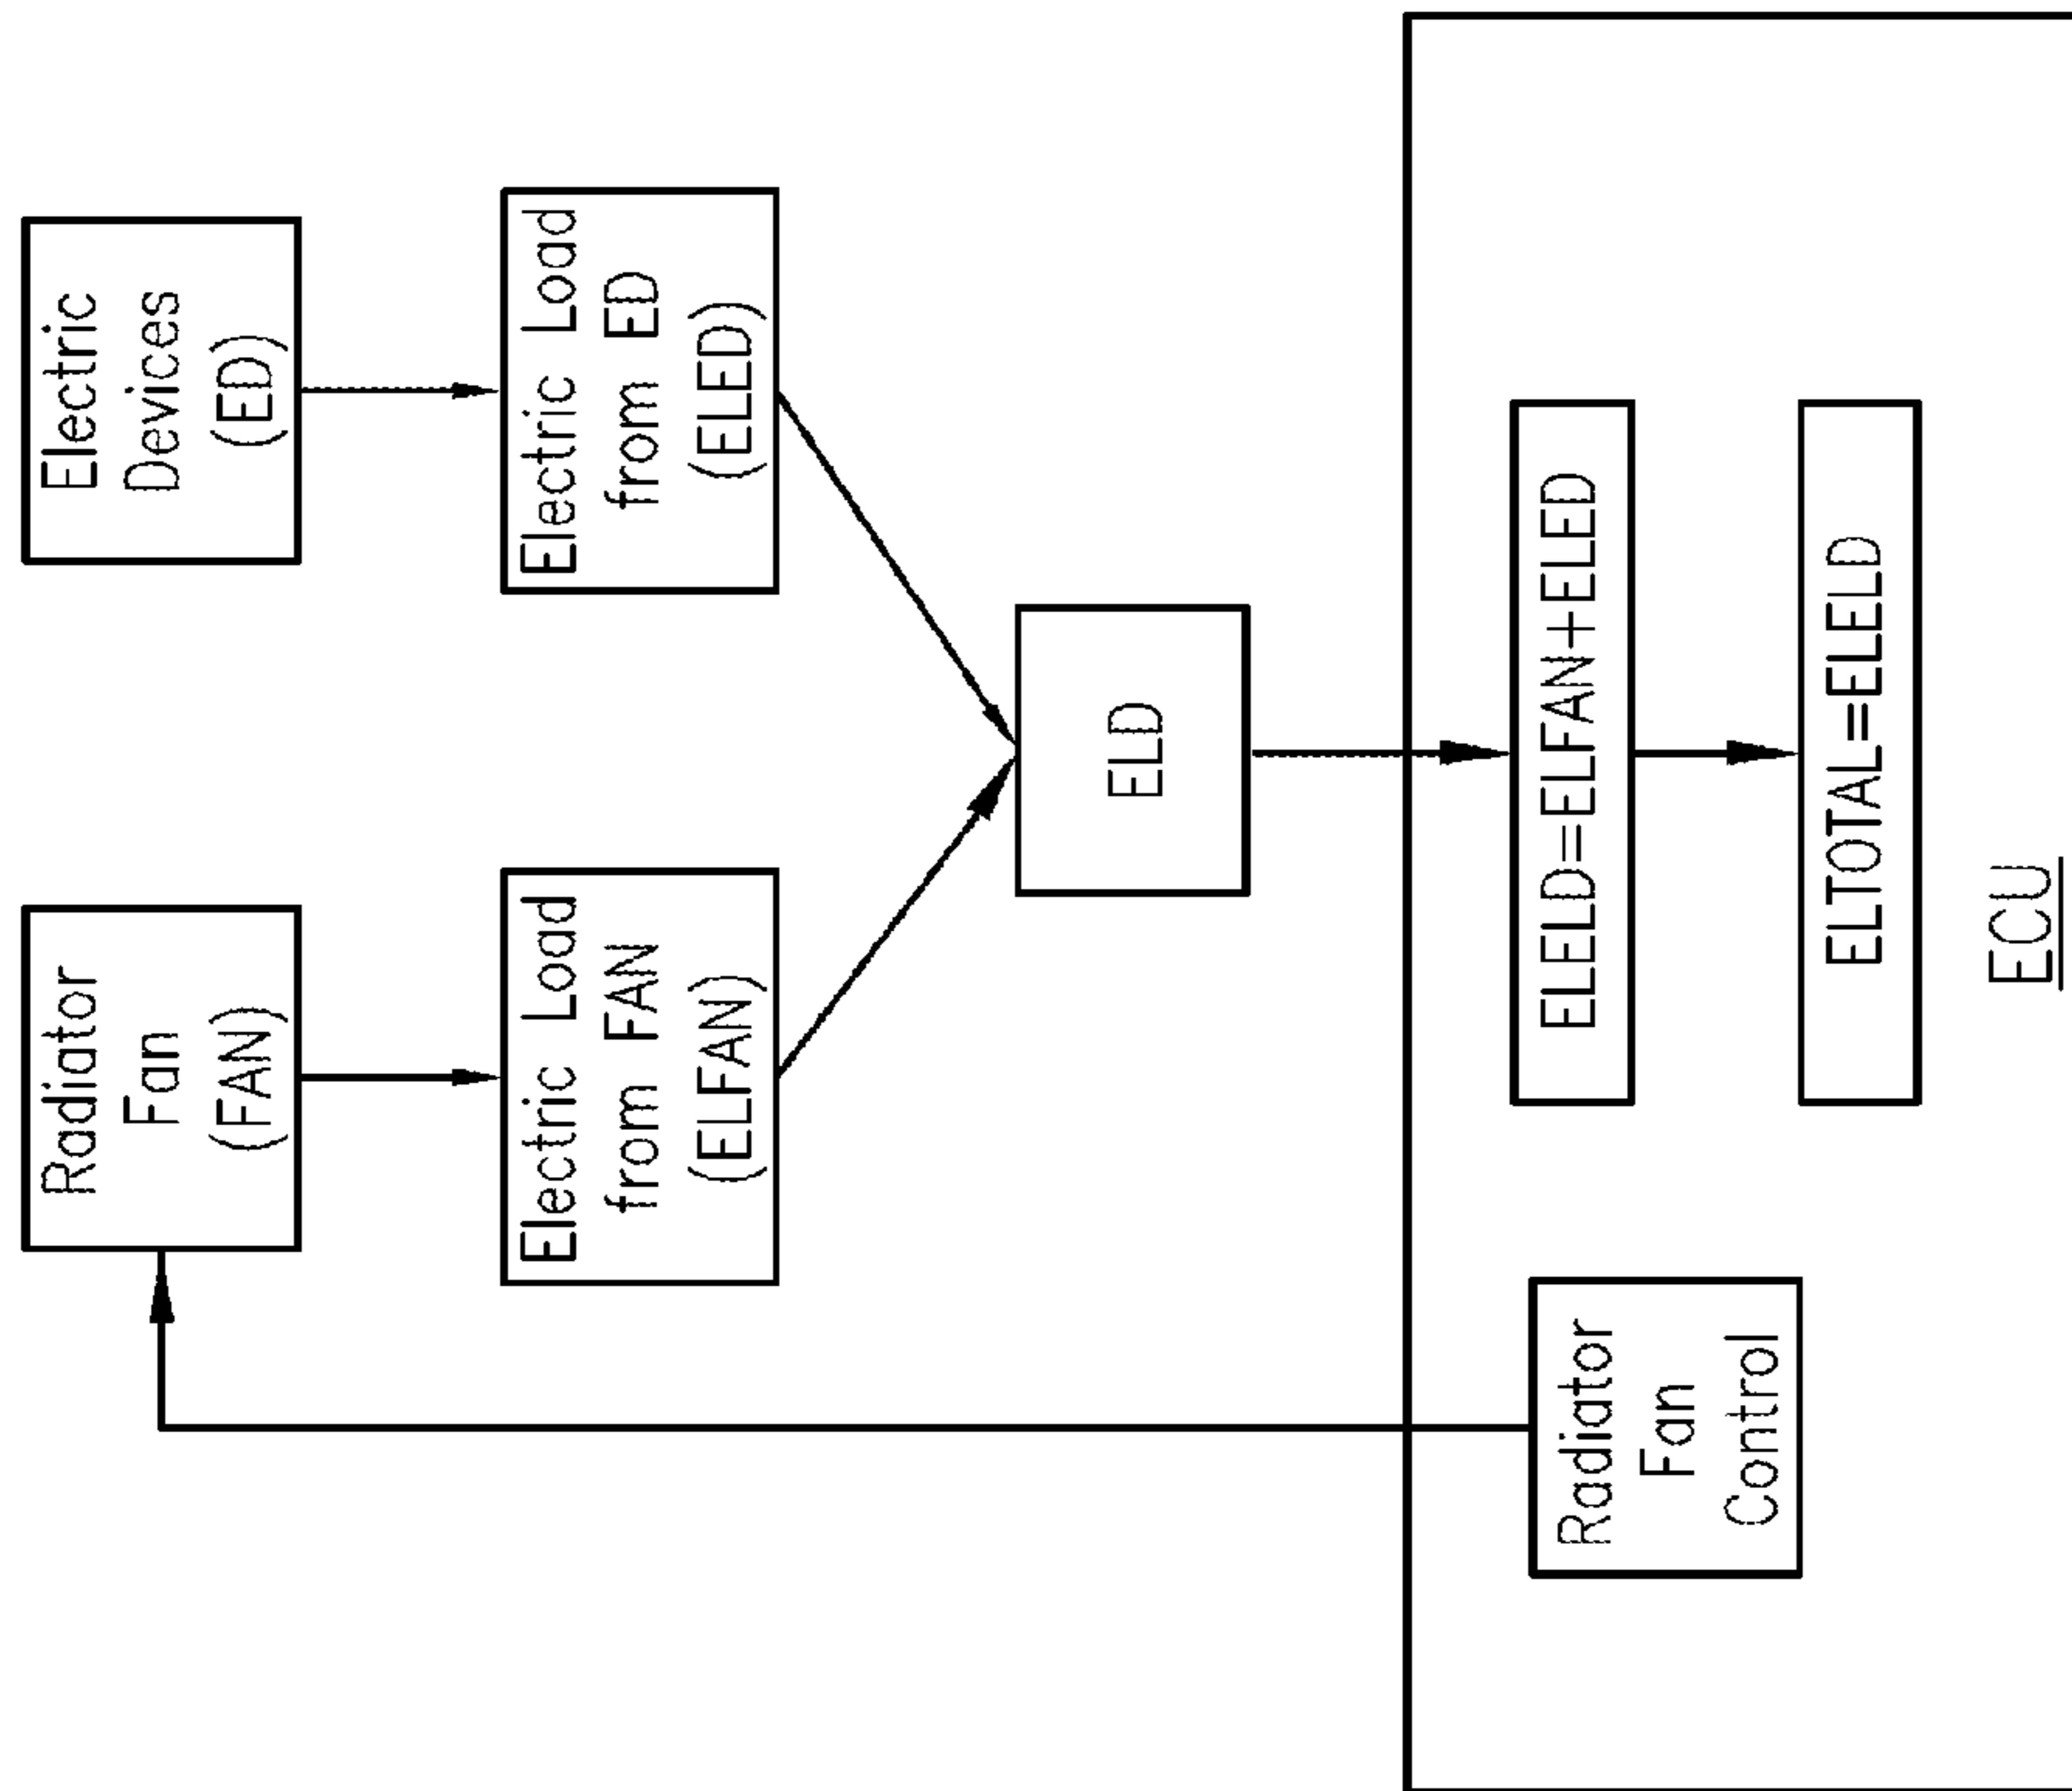 Radiator
Fan
(FAN)
Electric
Devices
(ED)
Electric Load
from FAN
(ELFAN)
Electric Load
from ED
(ELED)
ELD
Radiator
Fan
Control
ELELD=ELFAN+ELED
ELTOTAL=ELELD
ECU